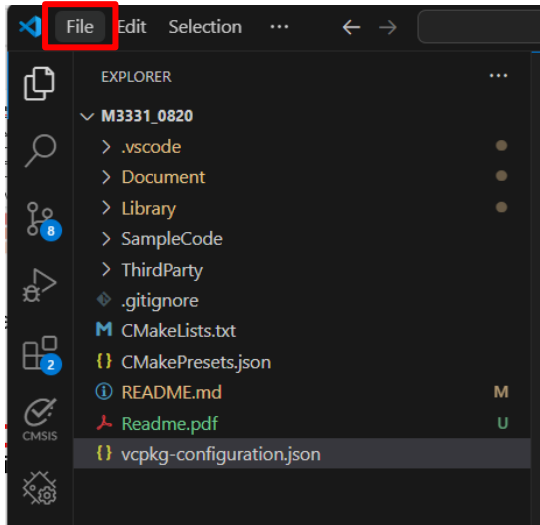 File Edit Selection ...
EXPLORER ...
M3331_0820
.vscode
Document
Library
SampleCode
ThirdParty
.gitignore
CMakeLists.txt
CMakePresets.json
README.md M
Readme.pdf U
vcpkg-configuration.json
8
2
CMSIS